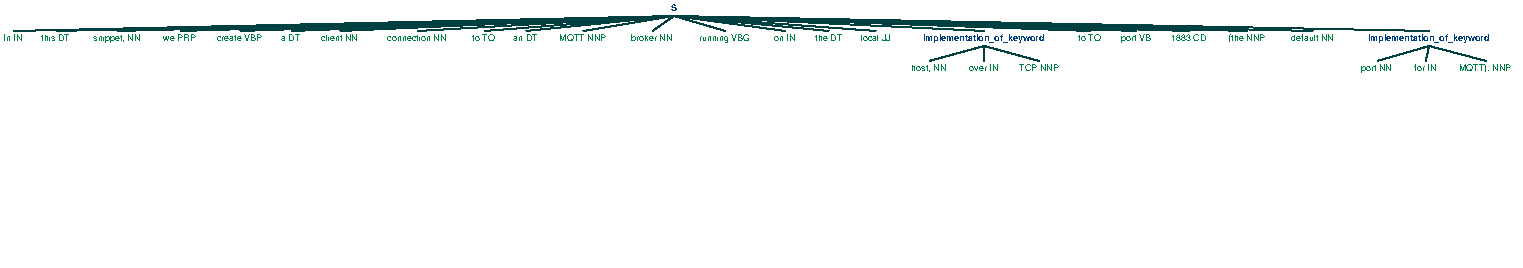 S
In IN this DT snippet, NN we PRP create VBP a DT client NN connection NN to TO an DT MQTT NNP broker NN running VBG on IN the DT local JJ Implementation_of_keyword to TO port VB 1883 CD (the NNP default NN Implementation_of_keyword
host, NN over IN TCP NNP port NN for IN MQTT). NNP